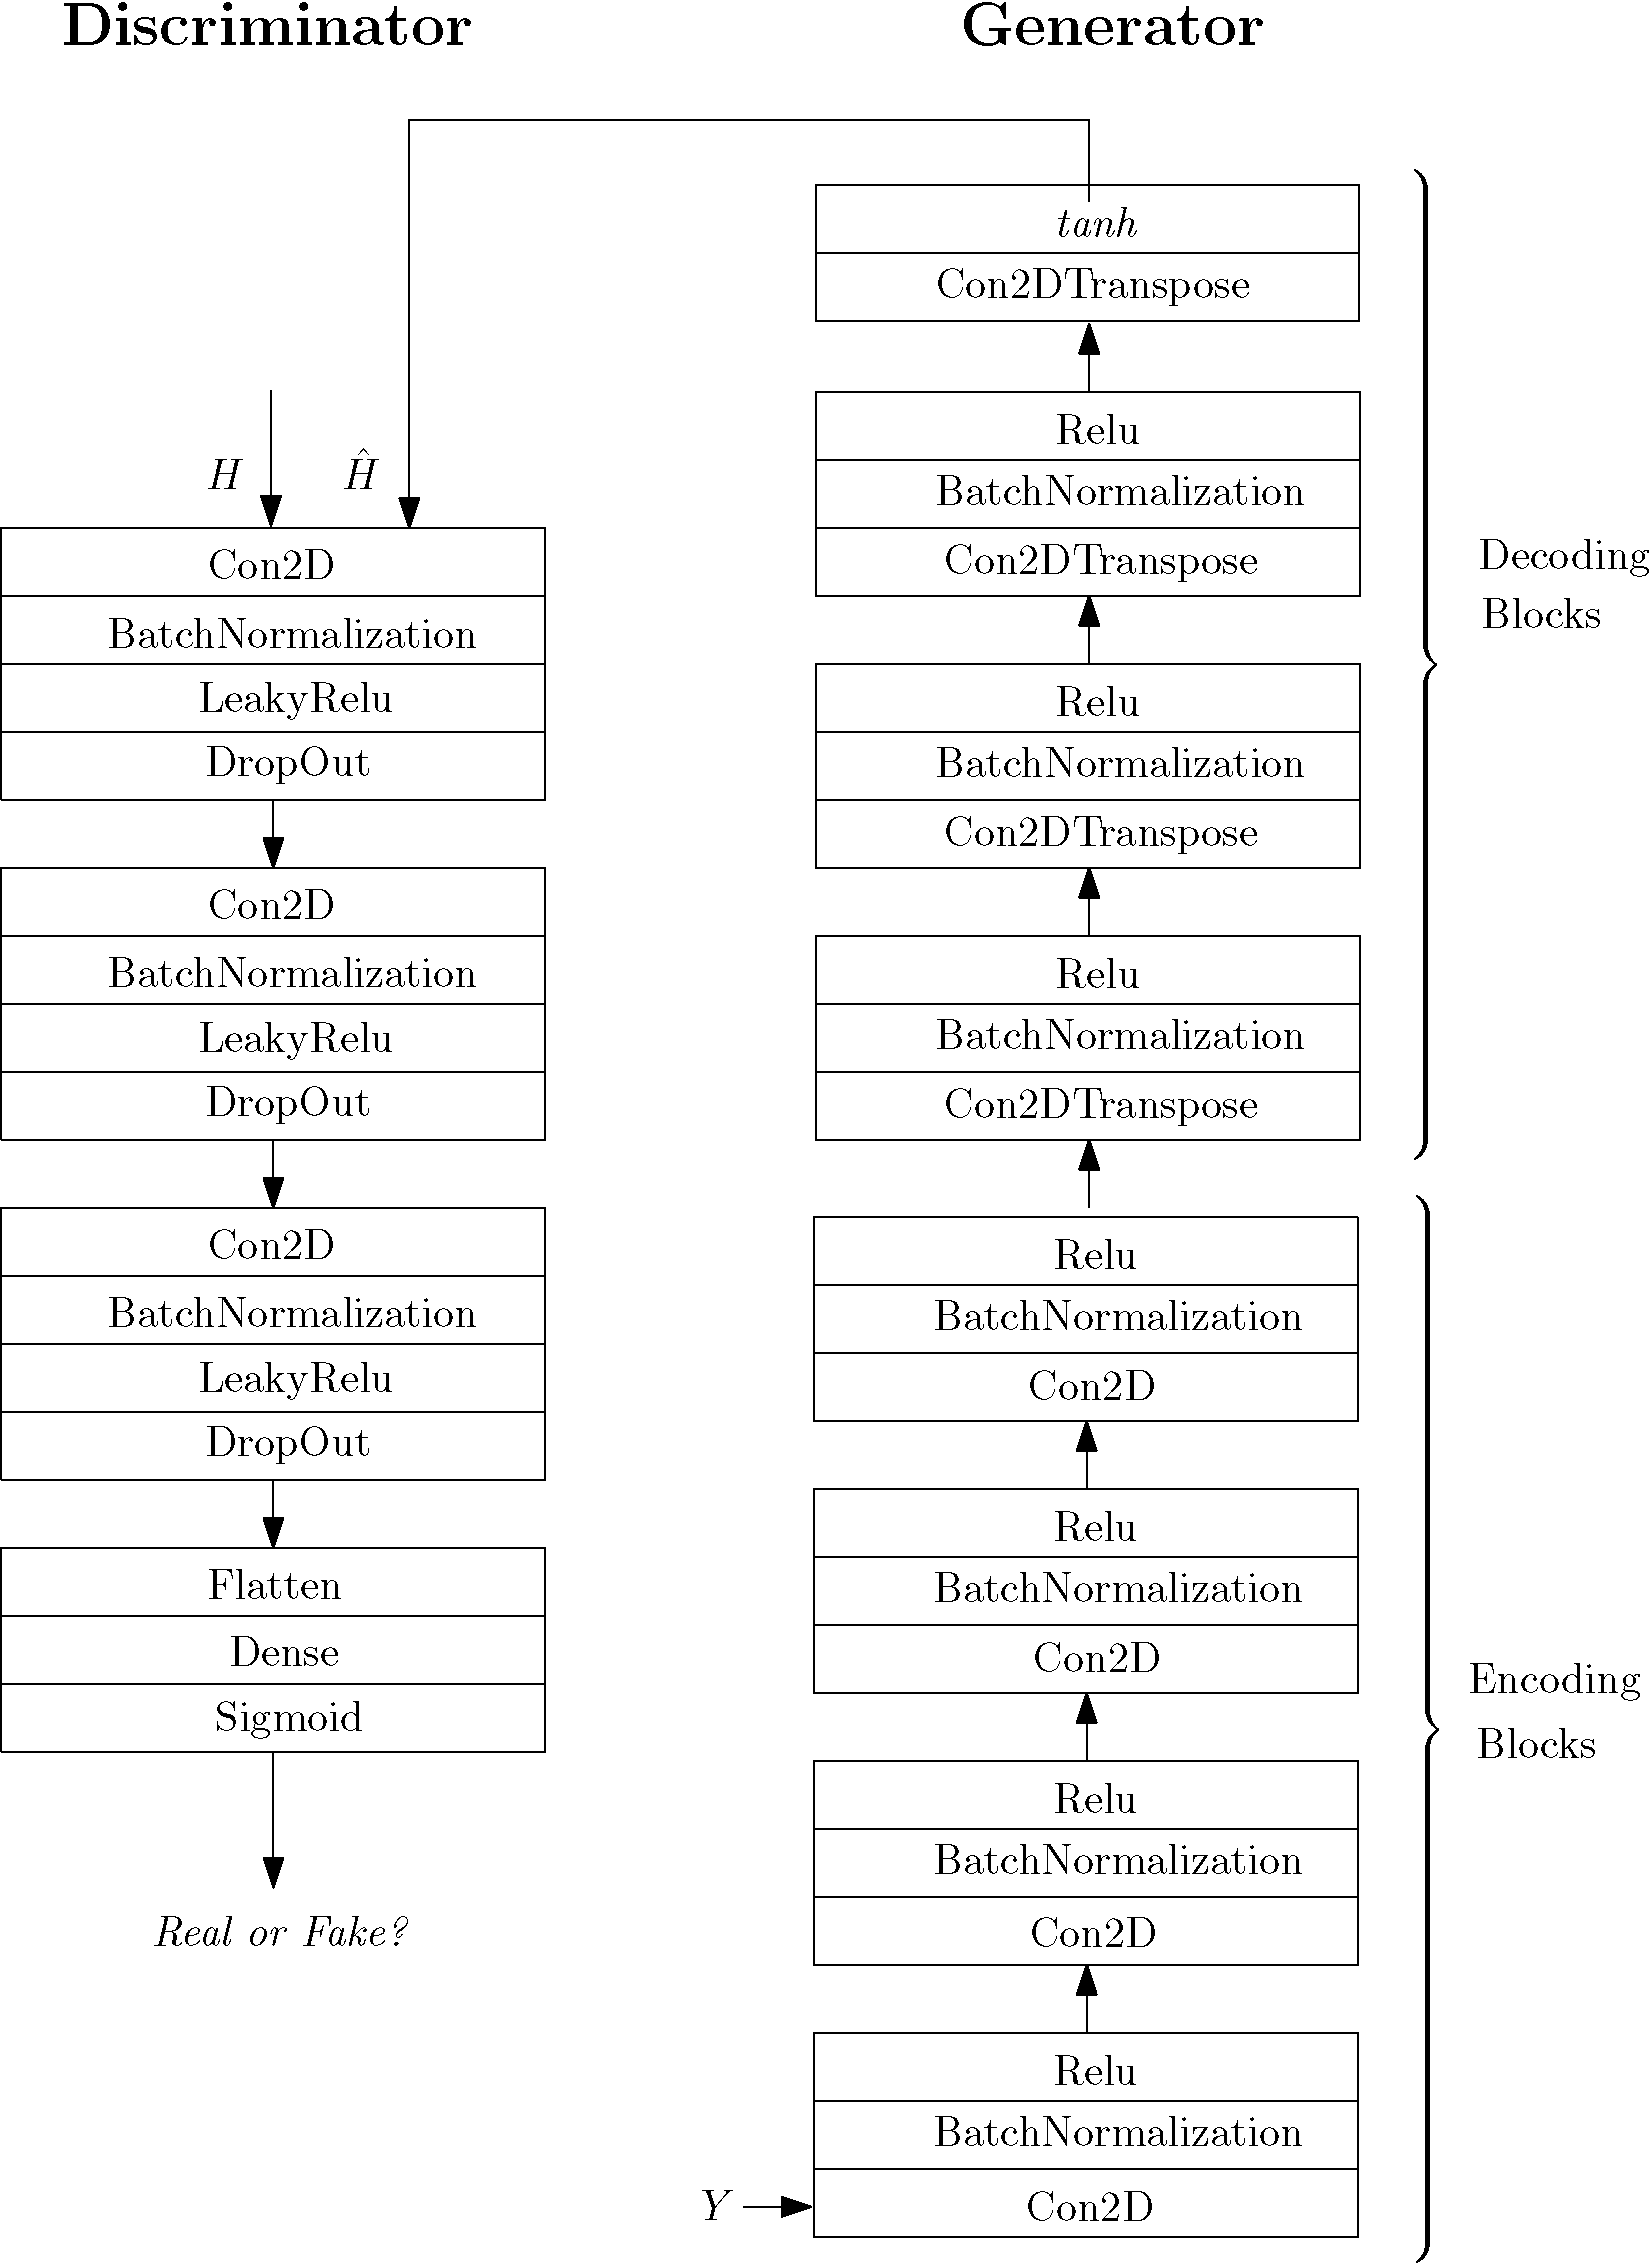 Discriminator
Generator
H
Ĥ
Con2D
BatchNormalization
LeakyRelu
DropOut
Con2D
BatchNormalization
LeakyRelu
DropOut
Con2D
BatchNormalization
LeakyRelu
DropOut
Flatten
Dense
Sigmoid
Real or Fake?
tanh
Con2DTranspose
Relu
BatchNormalization
Con2DTranspose
Relu
BatchNormalization
Con2DTranspose
Relu
BatchNormalization
Con2DTranspose
Decoding
Blocks
Relu
BatchNormalization
Con2D
Relu
BatchNormalization
Con2D
Relu
BatchNormalization
Con2D
Relu
BatchNormalization
Con2D
Y
Encoding
Blocks